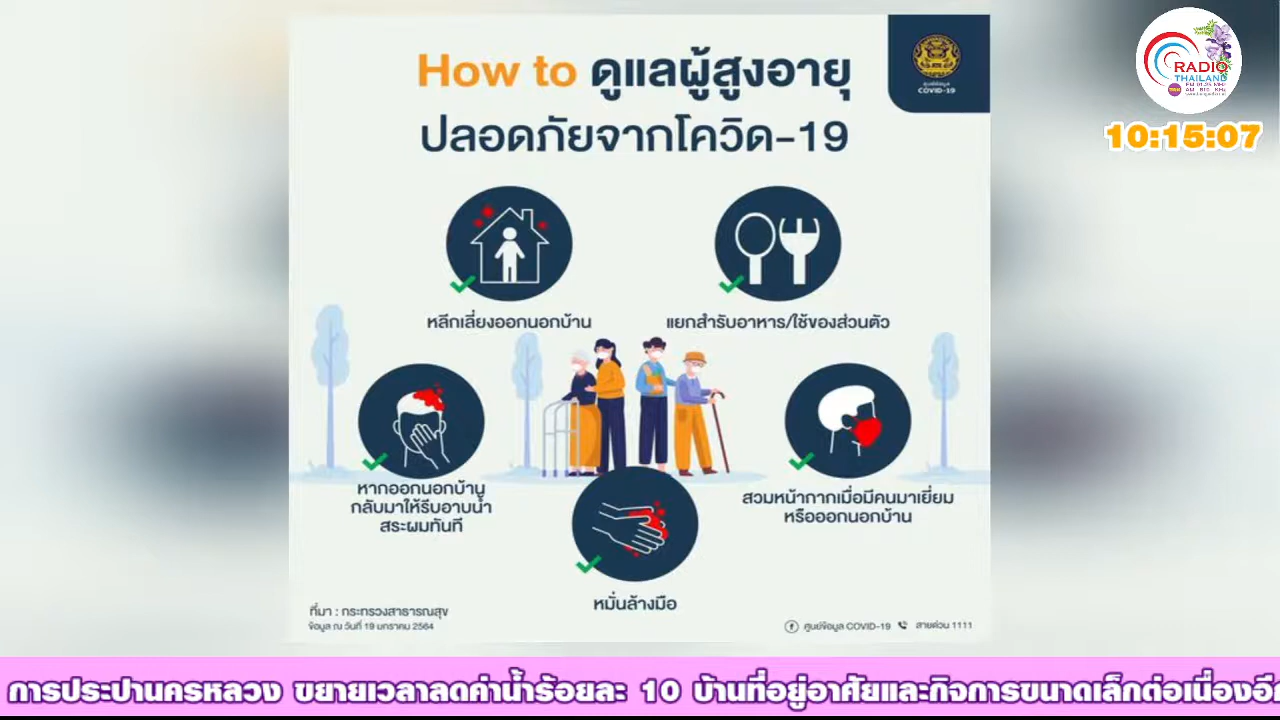 How to ดูแลผู้สูงอายุ
ปลอดภัยจากโควิด-19
ศูนย์ข้อมูล
COVID-19
RADIO
THAILAND
10:15:07
หลีกเลี่ยงออกนอกบ้าน
แยกสำรับอาหาร/ใช้ของส่วนตัว
หากออกนอกบ้าน
กลับมาให้รีบอาบน้ำ
สระผมทันที
สวมหน้ากากเมื่อมีคนมาเยี่ยม
หรือออกนอกบ้าน
หมั่นล้างมือ
ที่มา : กระทรวงสาธารณสุข
ข้อมูล ณ วันที่ 19 มกราคม 2564
ศูนย์ข้อมูล COVID-19 สายด่วน 1111
การประปานครหลวง ขยายเวลาลดค่าน้ำร้อยละ 10 บ้านที่อยู่อาศัยและกิจการขนาดเล็กต่อเนื่องอีก